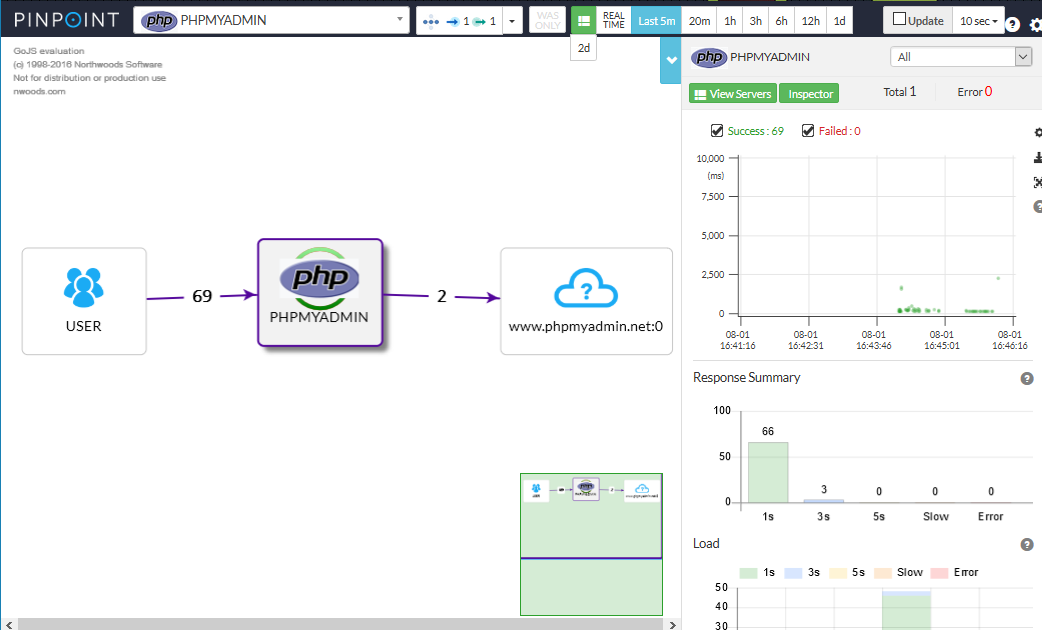 PINPOINT
php PHPMYADMIN
1 1
WAS ONLY
REAL TIME
Last 5m 20m 1h 3h 6h 12h 1d
2d
Update 10 sec
?
GoJS evaluation
(c) 1998-2016 Northwoods Software
Not for distribution or production use
nwoods.com
php PHPMYADMIN
All
View Servers Inspector Total 1 Error 0
Success : 69 Failed : 0
10,000
(ms)
7,500
5,000
2,500
0
08-01 08-01 08-01 08-01 08-01
16:41:16 16:42:31 16:43:46 16:45:01 16:46:16
?
USER
69
php
PHPMYADMIN
2
?
www.phpmyadmin.net:0
Response Summary
?
100
50
0
66 3 0 0 0
1s 3s 5s Slow Error
Load
?
1s 3s 5s Slow Error
50
40
30